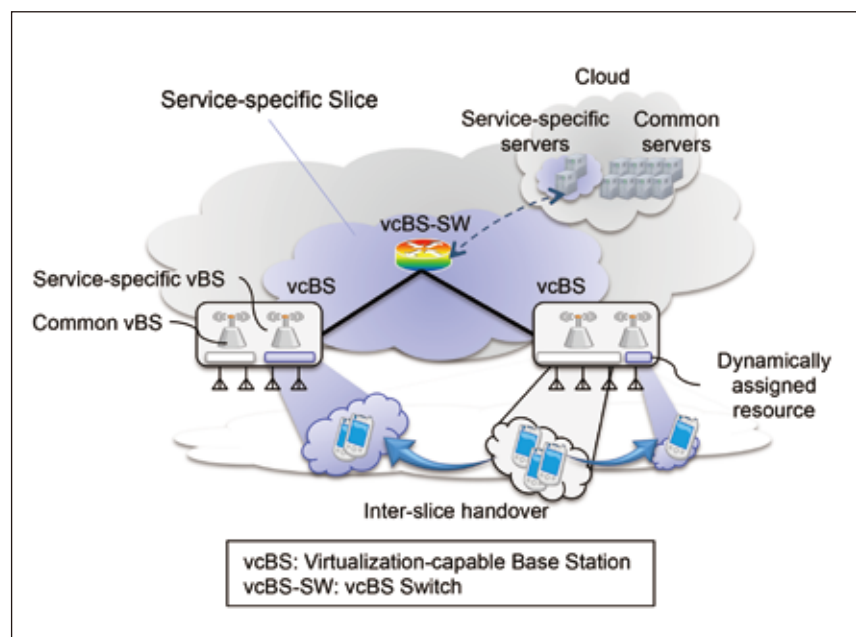 Cloud
Service-specific Slice
Service-specific
servers
Common
servers
vcBS-SW
Service-specific vBS
vcBS
vcBS
Common vBS
Dynamically
assigned
resource
Inter-slice handover
vcBS: Virtualization-capable Base Station
vcBS-SW: vcBS Switch